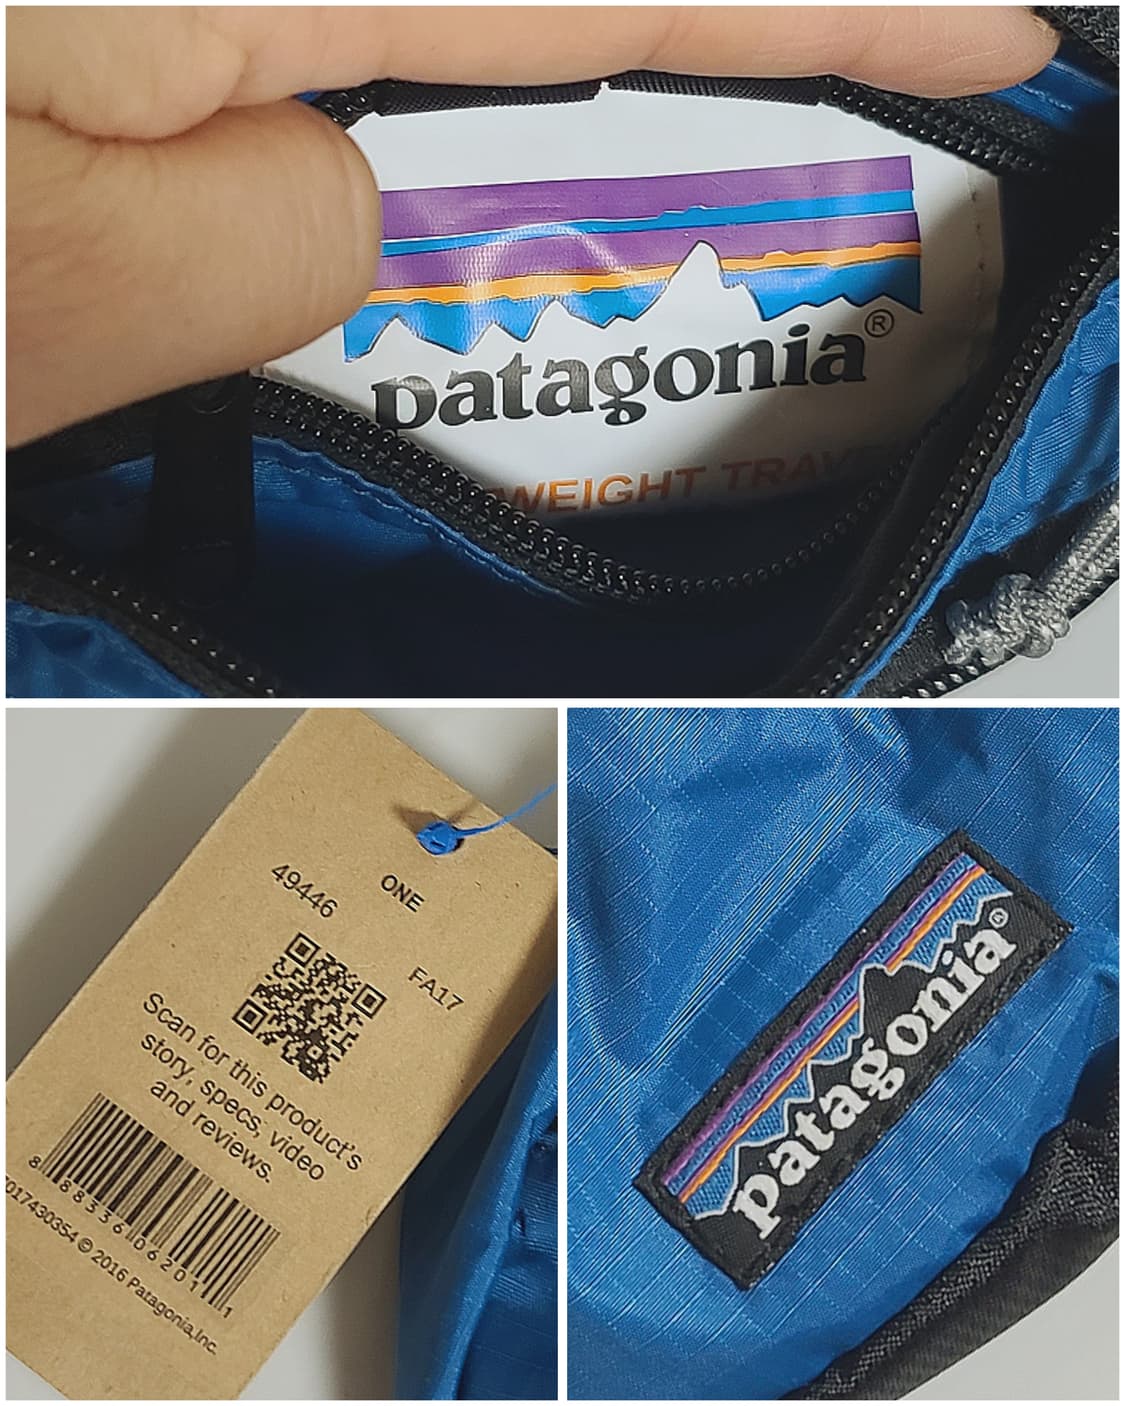 patagonia®
WEIGHT TRAV
ONE
49446
FA17
Scan for this product's
story, specs, video
and reviews.
8 88336 06201 1
017430354 © 2016 Patagonia,Inc.
patagonia®